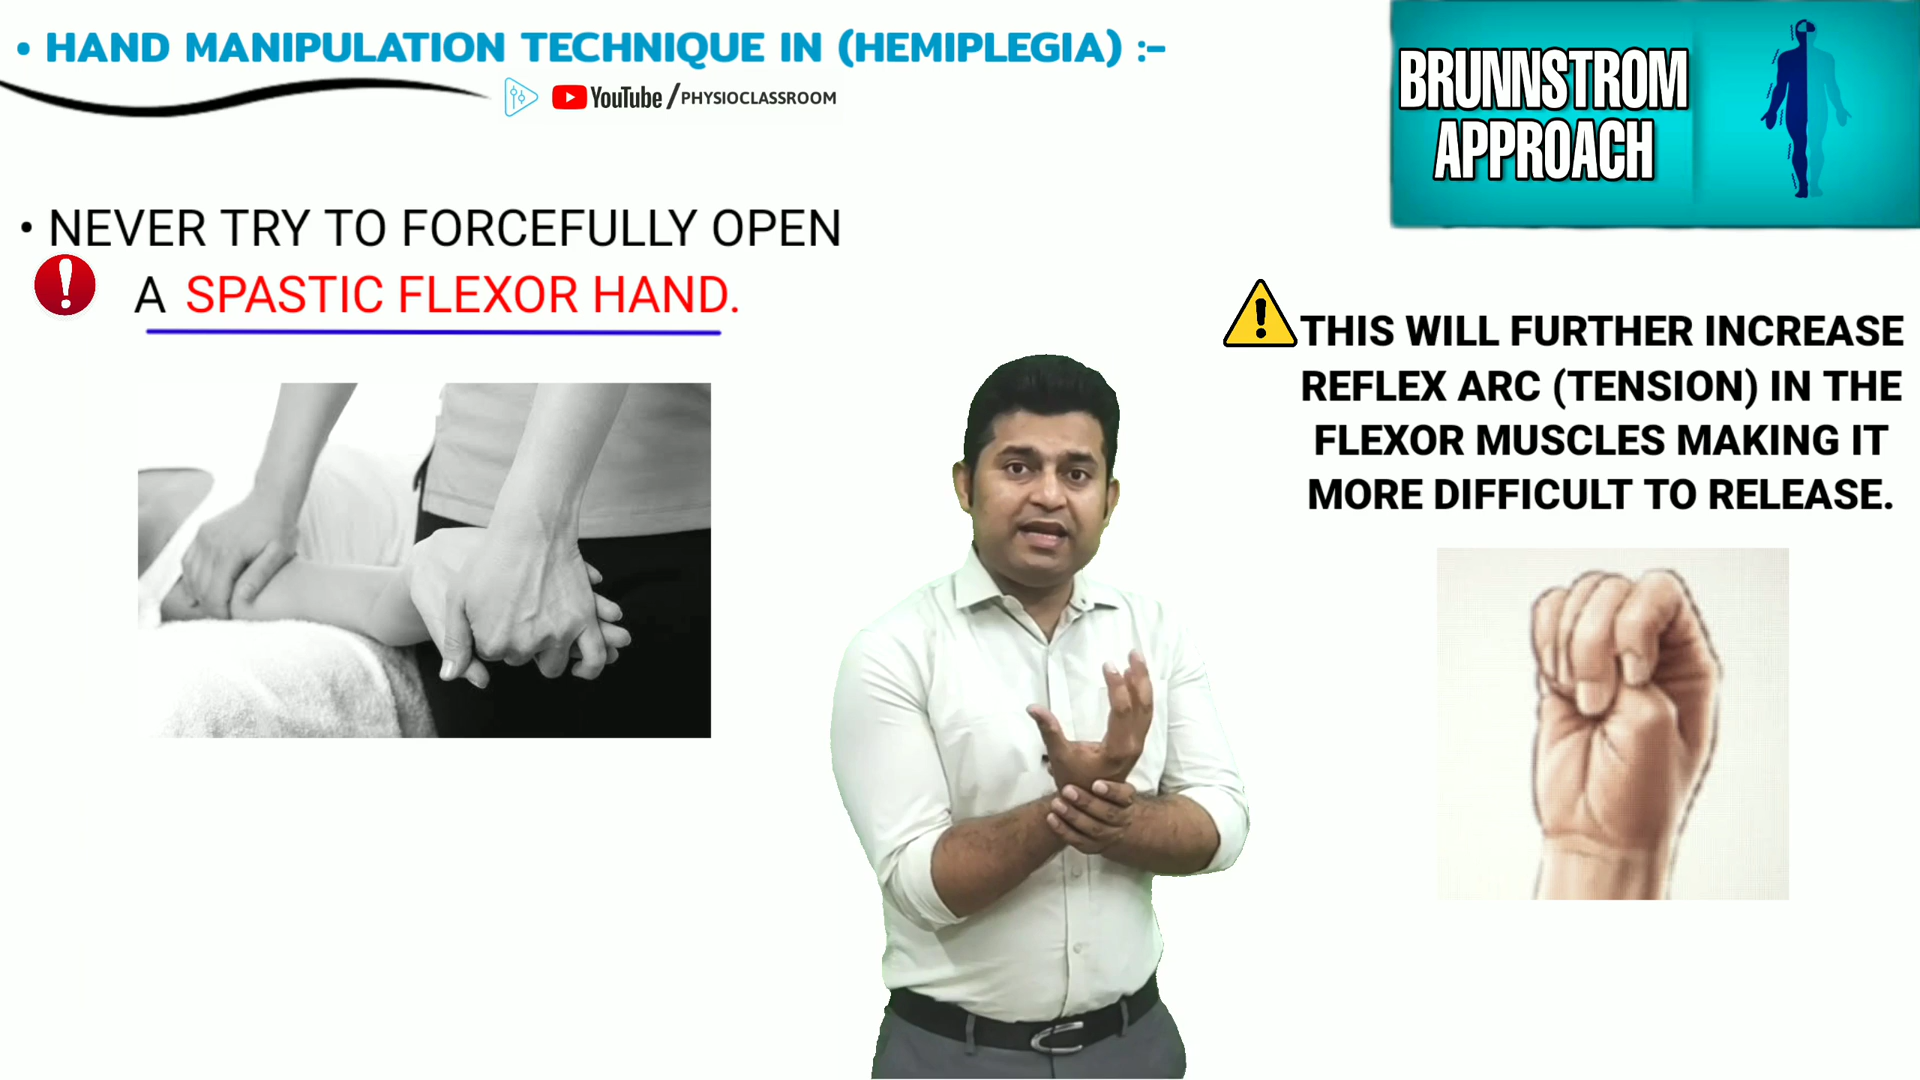 • HAND MANIPULATION TECHNIQUE IN (HEMIPLEGIA) :-
YouTube /PHYSIOCLASSROOM
BRUNNSTROM
APPROACH
• NEVER TRY TO FORCEFULLY OPEN
A SPASTIC FLEXOR HAND.
THIS WILL FURTHER INCREASE
REFLEX ARC (TENSION) IN THE
FLEXOR MUSCLES MAKING IT
MORE DIFFICULT TO RELEASE.